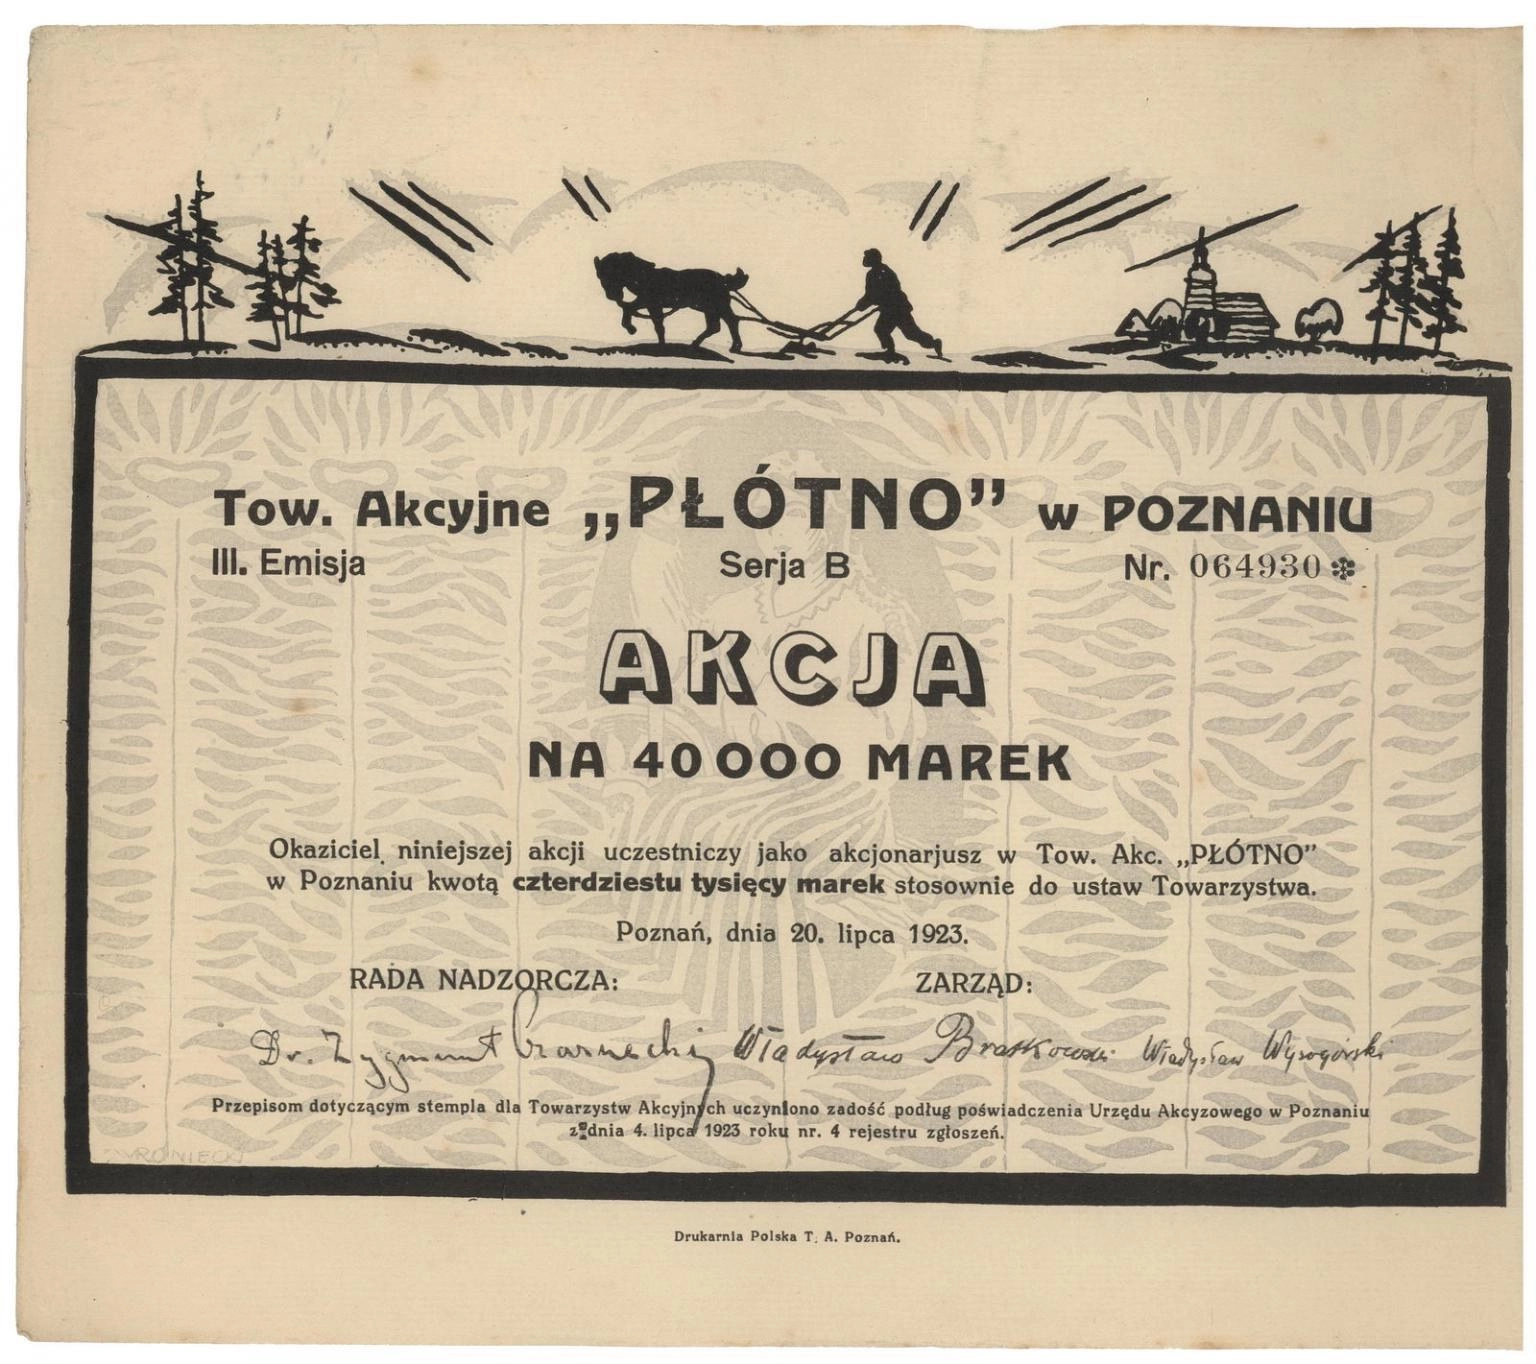 Tow. Akcyjne „PŁÓTNO” w POZNANIU
III. Emisja Serja B Nr. 064930✽
AKCJA
NA 40000 MAREK
Okaziciel niniejszej akcji uczestniczy jako akcjonarjusz w Tow. Akc. „PŁÓTNO”
w Poznaniu kwotą czterdziestu tysięcy marek stosownie do ustaw Towarzystwa.
Poznań, dnia 20. lipca 1923.
RADA NADZORCZA: ZARZĄD:
Dr. Zygmunt Czarnecki Władysław Bratkowski Władysław Wysogórski
Przepisom dotyczącym stempla dla Towarzystw Akcyjnych uczyniono zadość podług poświadczenia Urzędu Akcyzowego w Poznaniu
z dnia 4. lipca 1923 roku nr. 4 rejestru zgłoszeń.
Drukarnia Polska T. A. Poznań.